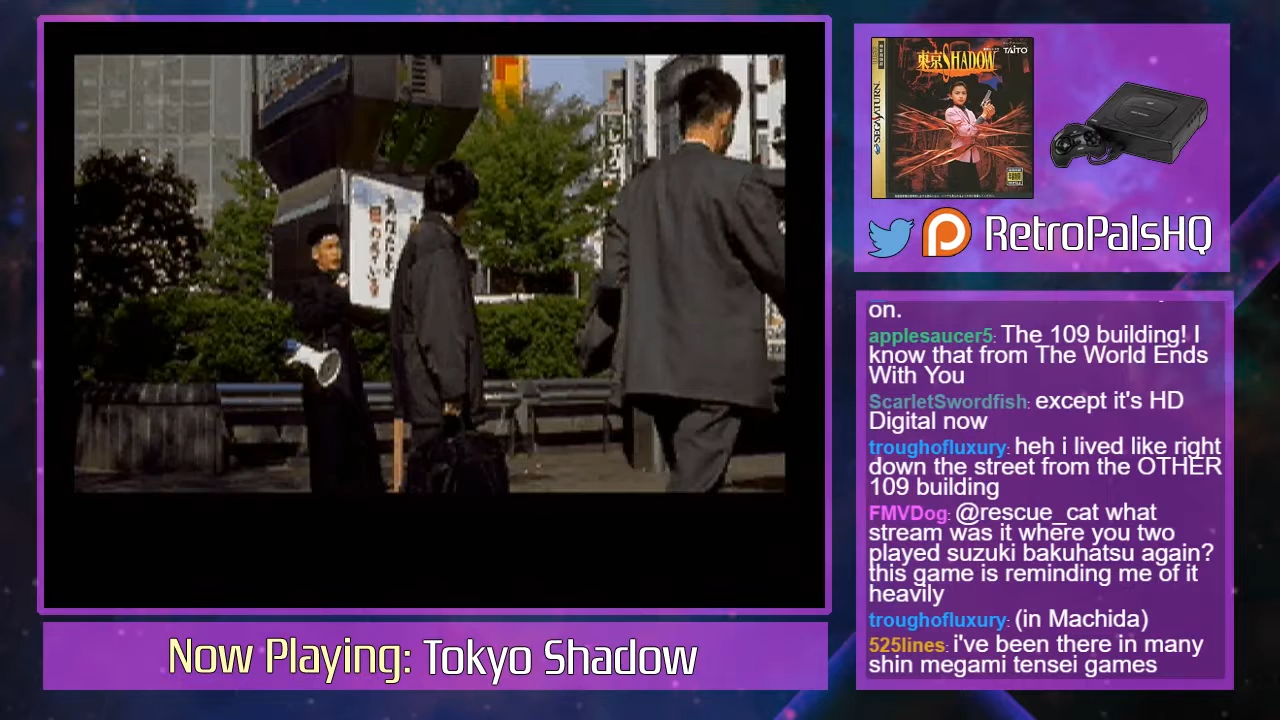 東京SHADOW
TAITO
SEGA SATURN
RetroPalsHQ
on.
applesaucer5: The 109 building! I
know that from The World Ends
With You
ScarletSwordfish: except it's HD
Digital now
troughofluxury: heh i lived like right
down the street from the OTHER
109 building
FMVDog: @rescue_cat what
stream was it where you two
played suzuki bakuhatsu again?
this game is reminding me of it
heavily
troughofluxury: (in Machida)
525lines: i've been there in many
shin megami tensei games
Now Playing: Tokyo Shadow